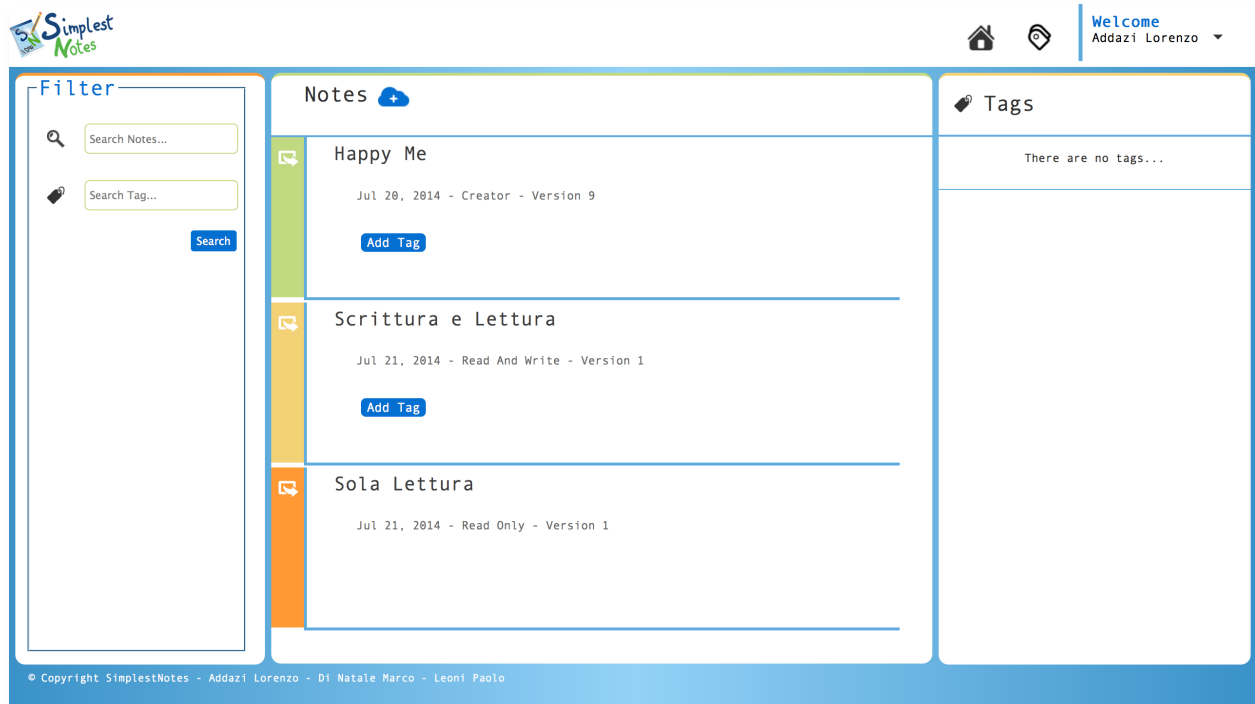 Simplest
Notes
Welcome
Addazi Lorenzo
Filter
Search Notes...
Search Tag...
Search
Notes
Happy Me
Jul 20, 2014 - Creator - Version 9
Add Tag
Scrittura e Lettura
Jul 21, 2014 - Read And Write - Version 1
Add Tag
Sola Lettura
Jul 21, 2014 - Read Only - Version 1
Tags
There are no tags...
© Copyright SimplestNotes - Addazi Lorenzo - Di Natale Marco - Leoni Paolo